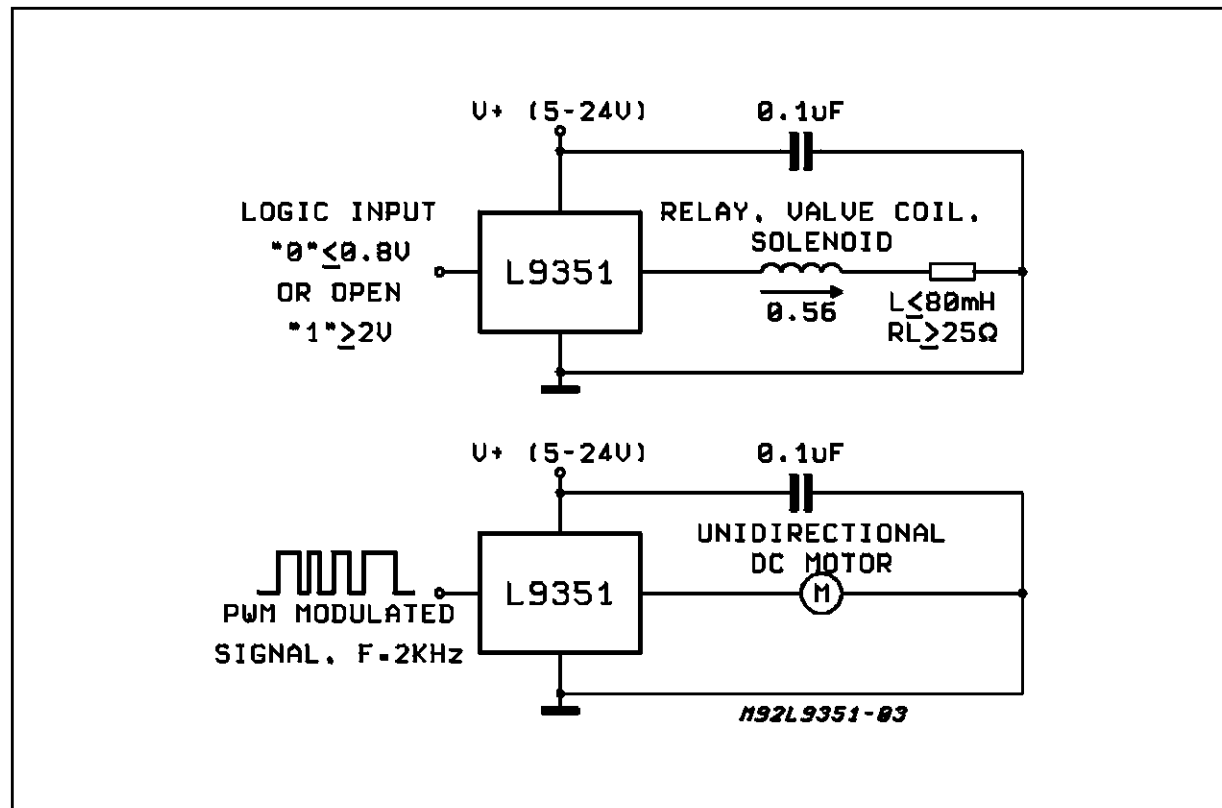 V+ (5-24V)
0.1uF
LOGIC INPUT
"0"≤0.8V
OR OPEN
"1"≥2V
L9351
RELAY, VALVE COIL,
SOLENOID
0.56
L≤80mH
RL≥25Ω
V+ (5-24V)
0.1uF
UNIDIRECTIONAL
DC MOTOR
L9351
M
PWM MODULATED
SIGNAL, F=2KHz
M92L9351-03